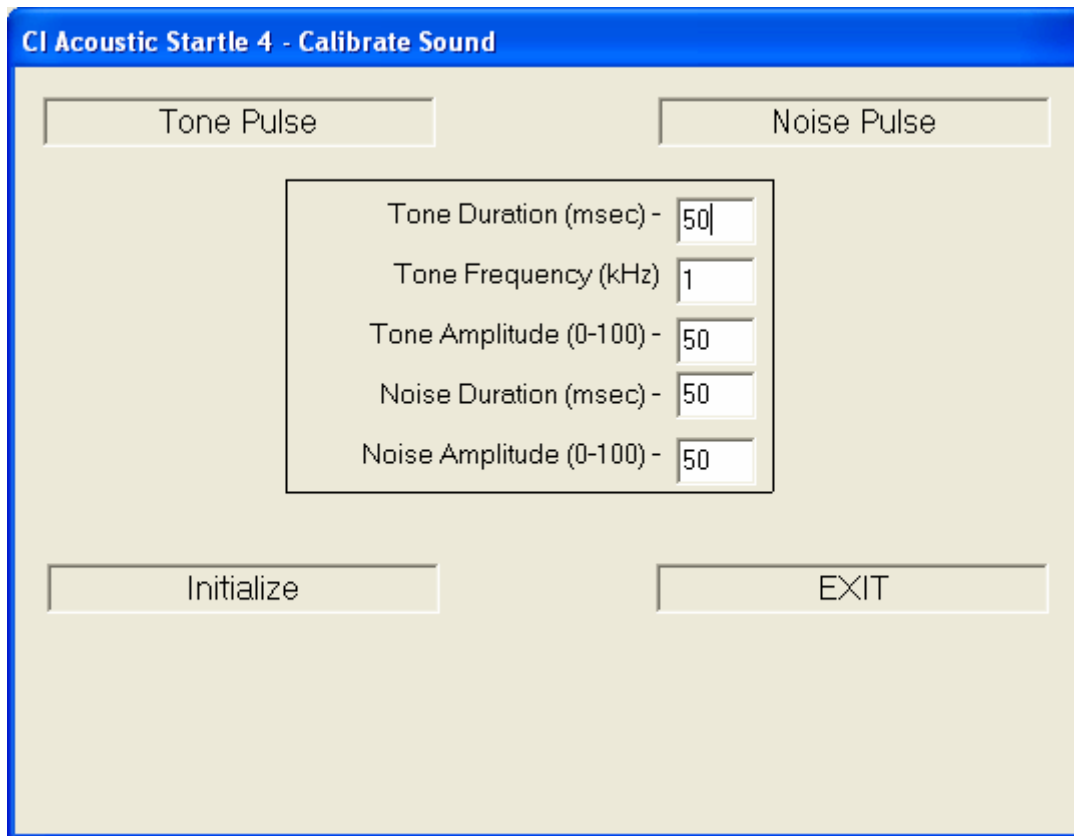 CI Acoustic Startle 4 - Calibrate Sound
Tone Pulse
Noise Pulse
Tone Duration (msec) - 50
Tone Frequency (kHz) 1
Tone Amplitude (0-100) - 50
Noise Duration (msec) - 50
Noise Amplitude (0-100) - 50
Initialize
EXIT